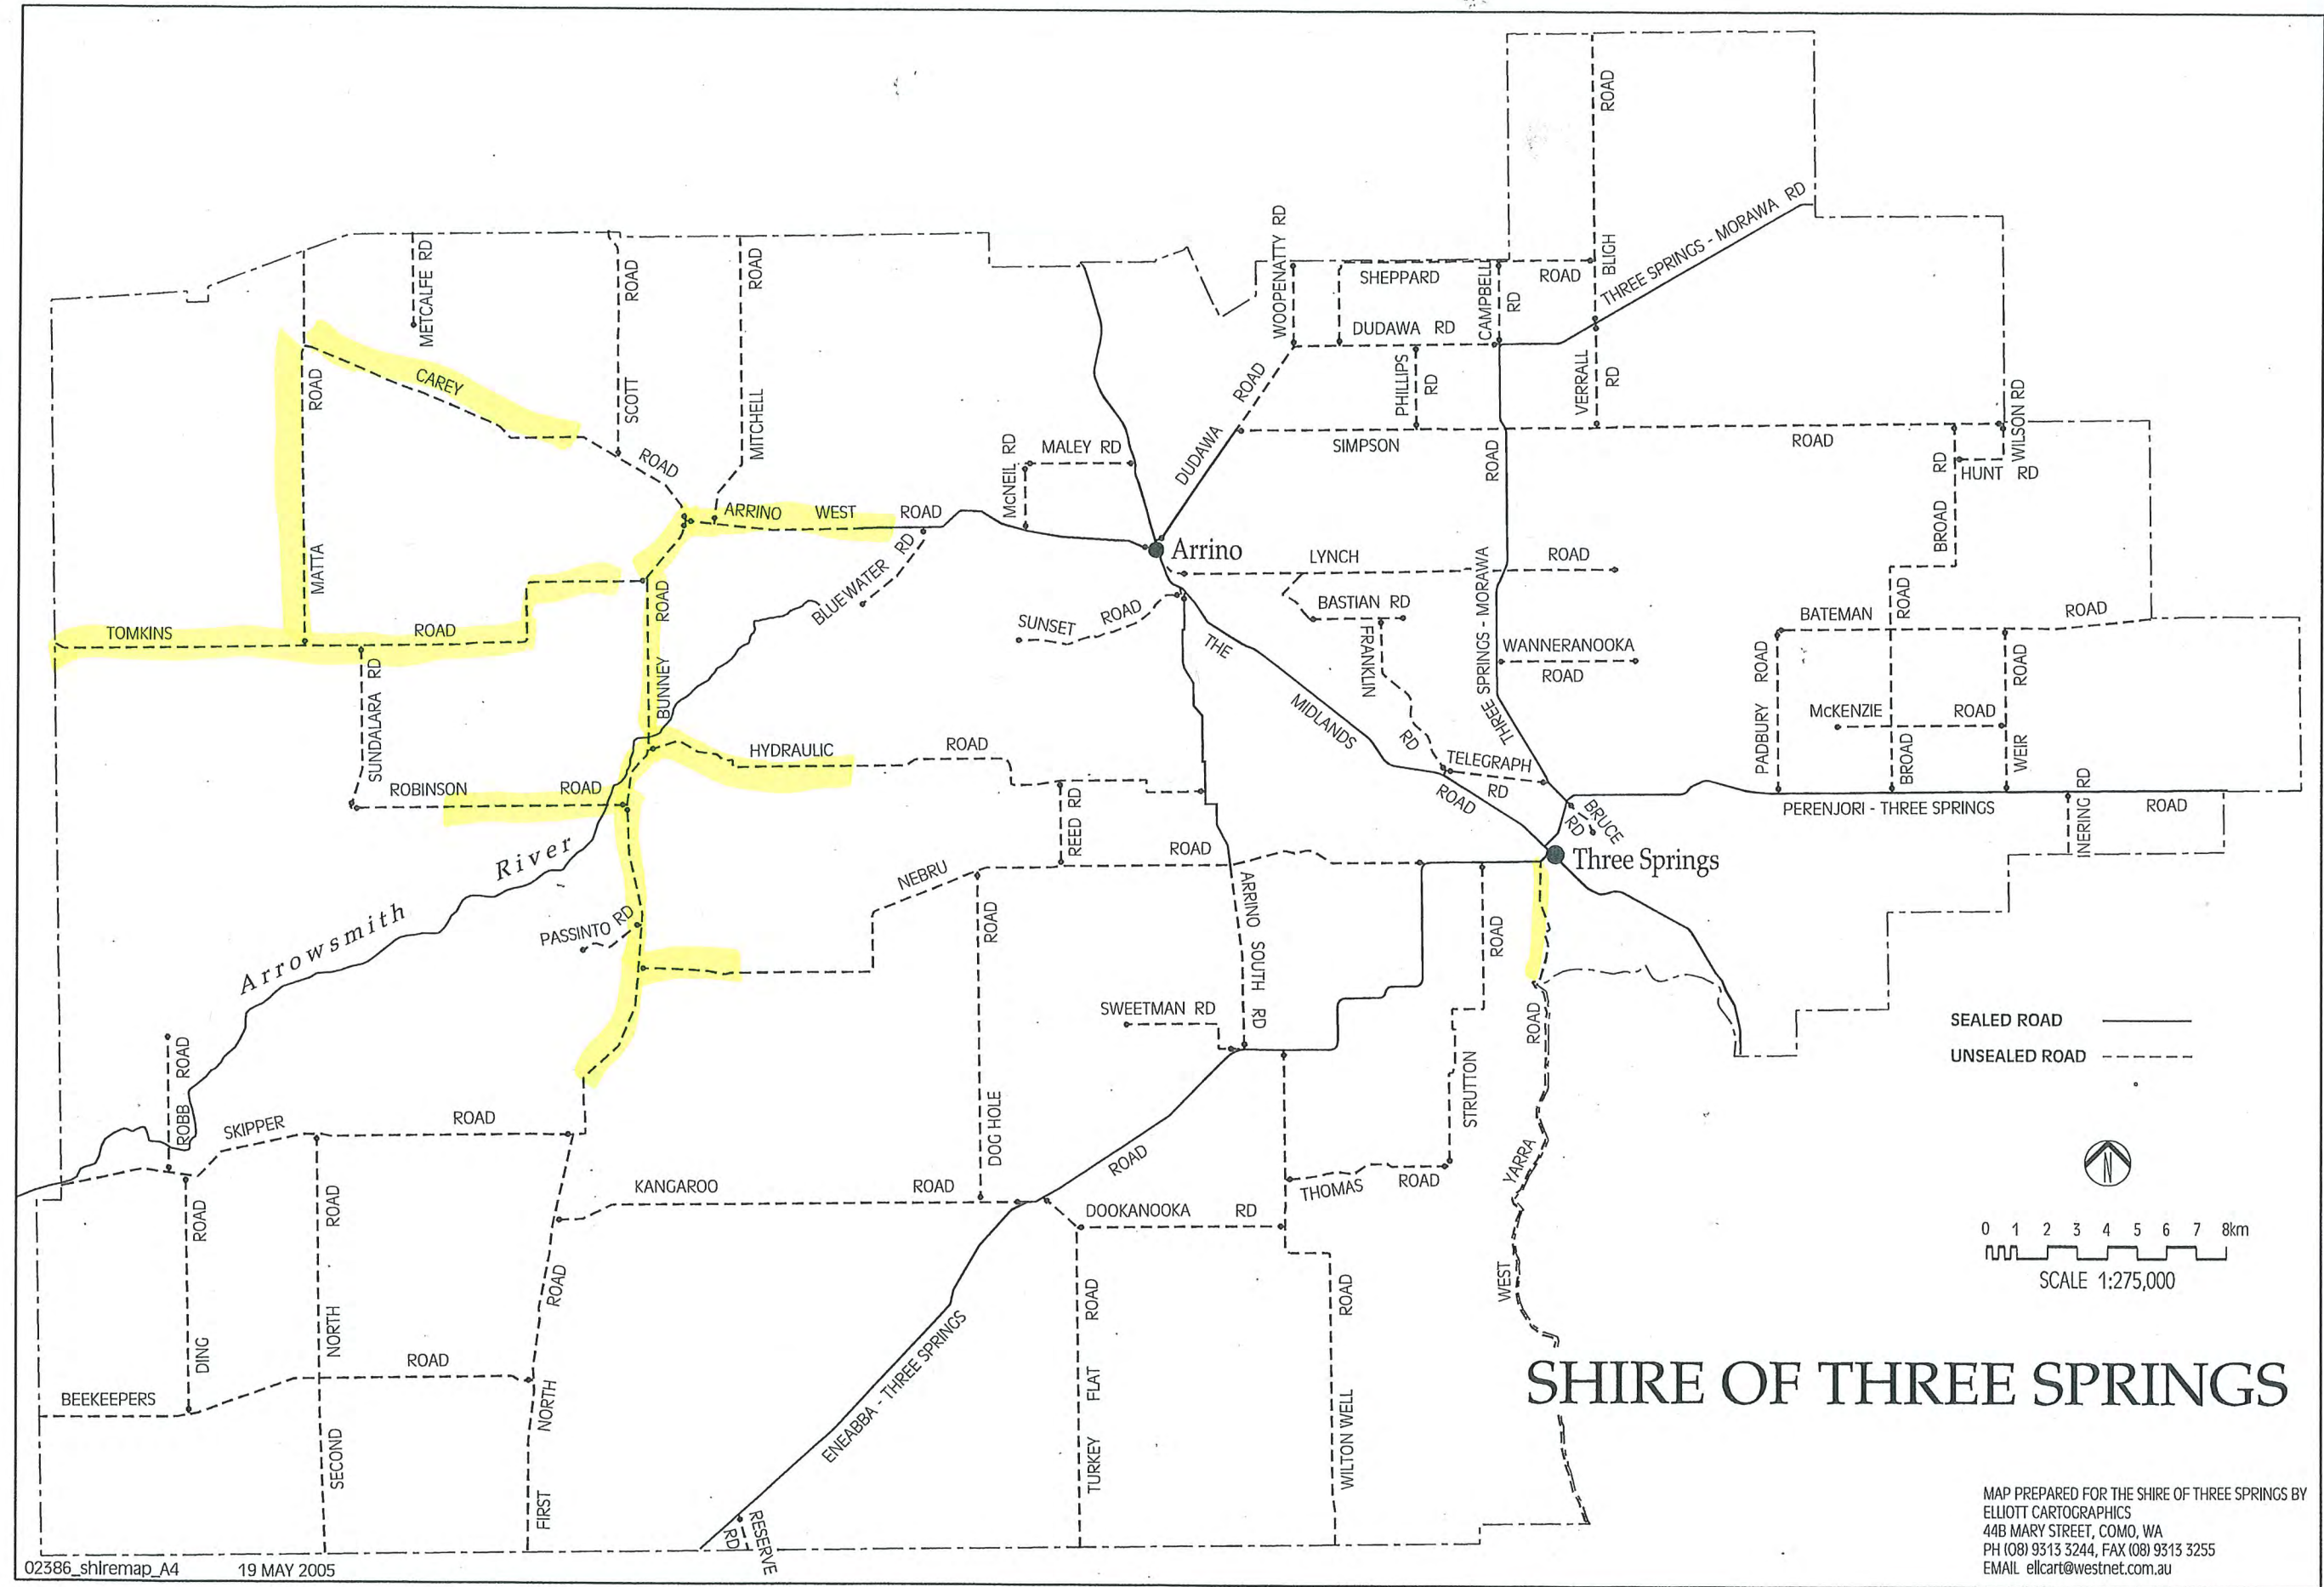 ROAD
THREE SPRINGS - MORAWA RD
WOOPENATTY RD
BLIGH
SHEPPARD
ROAD
CAMPBELL RD
DUDAWA RD
PHILLIPS RD
VERRALL RD
METCALFE RD
ROAD
SCOTT
ROAD
MITCHELL
CAREY
ROAD
ROAD
MATTA
DUDAWA ROAD
SIMPSON
ROAD
WILSON RD
HUNT RD
BROAD RD
McNEIL RD
MALEY RD
ARRINO WEST ROAD
BLUEWATER RD
Arrino
LYNCH
ROAD
THREE SPRINGS - MORAWA
ROAD
BASTIAN RD
FRANKLIN RD
SUNSET ROAD
THE MIDLANDS ROAD
WANNERANOOKA
ROAD
BATEMAN
ROAD
ROAD
PADBURY ROAD
McKENZIE ROAD
BROAD
WEIR ROAD
TOMKINS
ROAD
SUNDALARA RD
ROAD
BUNNEY
HYDRAULIC
ROAD
ROBINSON ROAD
THREE
TELEGRAPH
RD
BRUCE
RD
PERENJORI - THREE SPRINGS
ROAD
INERING RD
REED RD
Three Springs
Arrowsmith River
NEBRU
ROAD
PASSINTO RD
DOG HOLE
ROAD
ARRINO SOUTH RD
SWEETMAN RD
STRUTTON
ROAD
WEST YARRA ROAD
SEALED ROAD
UNSEALED ROAD
N
0 1 2 3 4 5 6 7 8km
SCALE 1:275,000
ROBB ROAD
SKIPPER
ROAD
KANGAROO
ROAD
ROAD
THOMAS ROAD
DOOKANOOKA RD
DING ROAD
SECOND NORTH ROAD
FIRST NORTH ROAD
BEEKEEPERS
ROAD
ENEABBA - THREE SPRINGS
TURKEY FLAT ROAD
WILTON WELL ROAD
RESERVE
RD
SHIRE OF THREE SPRINGS
MAP PREPARED FOR THE SHIRE OF THREE SPRINGS BY
ELLIOTT CARTOGRAPHICS
44B MARY STREET, COMO, WA
PH (08) 9313 3244, FAX (08) 9313 3255
EMAIL ellcart@westnet.com.au
02386_shiremap_A4 19 MAY 2005